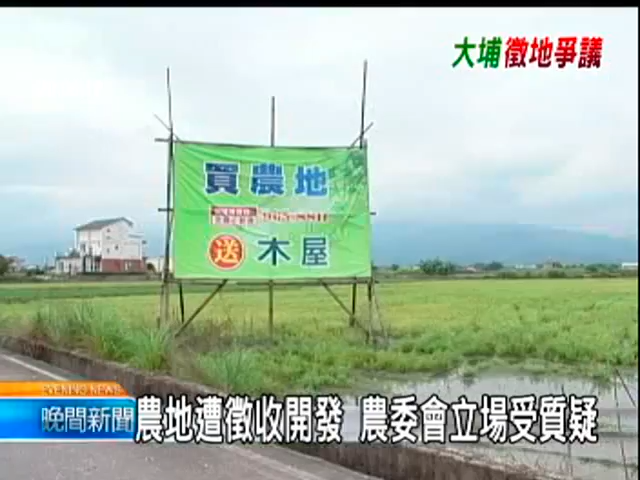 大埔徵地爭議
買農地
送木屋
EVENING NEWS
晚間新聞
農地遭徵收開發 農委會立場受質疑